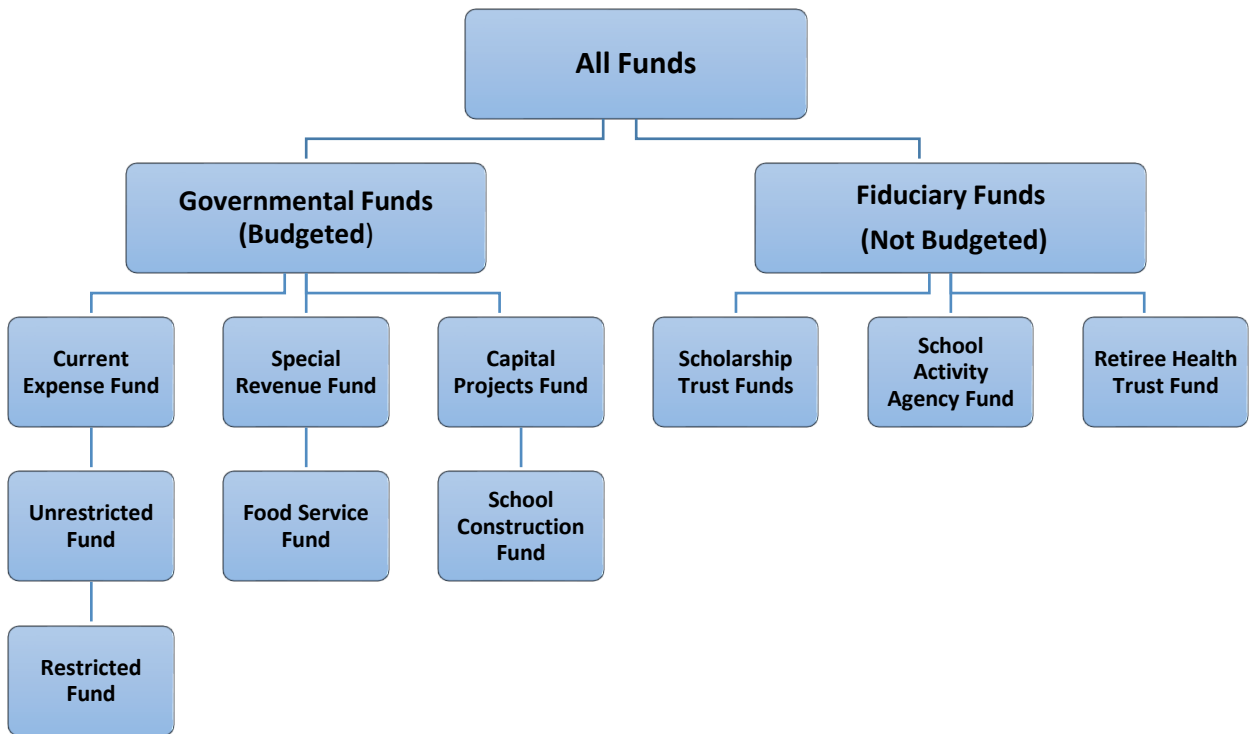 All Funds
Governmental Funds
(Budgeted)
Fiduciary Funds
(Not Budgeted)
Current
Expense Fund
Special
Revenue Fund
Capital
Projects Fund
Scholarship
Trust Funds
School
Activity
Agency Fund
Retiree Health
Trust Fund
Unrestricted
Fund
Food Service
Fund
School
Construction
Fund
Restricted
Fund